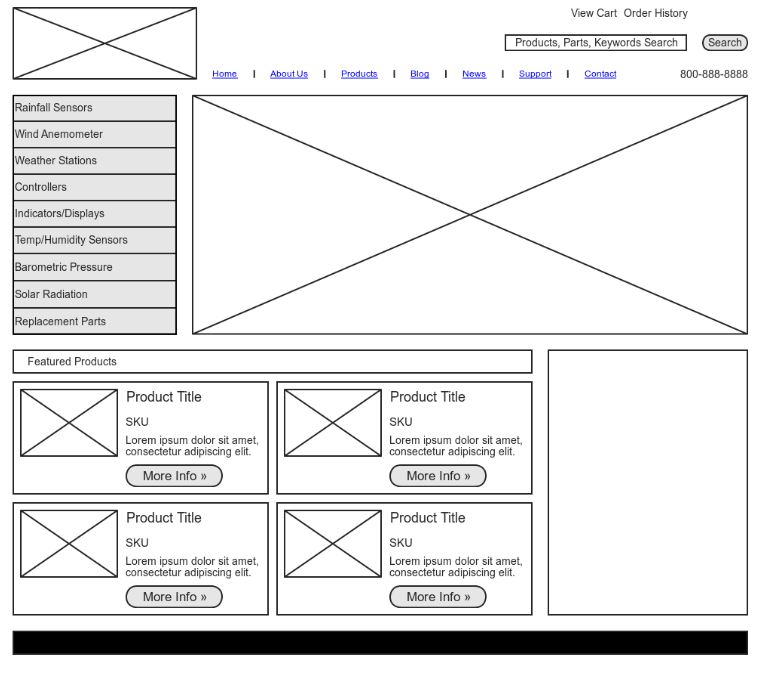 View Cart Order History
Products, Parts, Keywords Search
Search
Home | About Us | Products | Blog | News | Support | Contact
800-888-8888
Rainfall Sensors
Wind Anemometer
Weather Stations
Controllers
Indicators/Displays
Temp/Humidity Sensors
Barometric Pressure
Solar Radiation
Replacement Parts
Featured Products
Product Title
SKU
Lorem ipsum dolor sit amet,
consectetur adipiscing elit.
More Info »
Product Title
SKU
Lorem ipsum dolor sit amet,
consectetur adipiscing elit.
More Info »
Product Title
SKU
Lorem ipsum dolor sit amet,
consectetur adipiscing elit.
More Info »
Product Title
SKU
Lorem ipsum dolor sit amet,
consectetur adipiscing elit.
More Info »